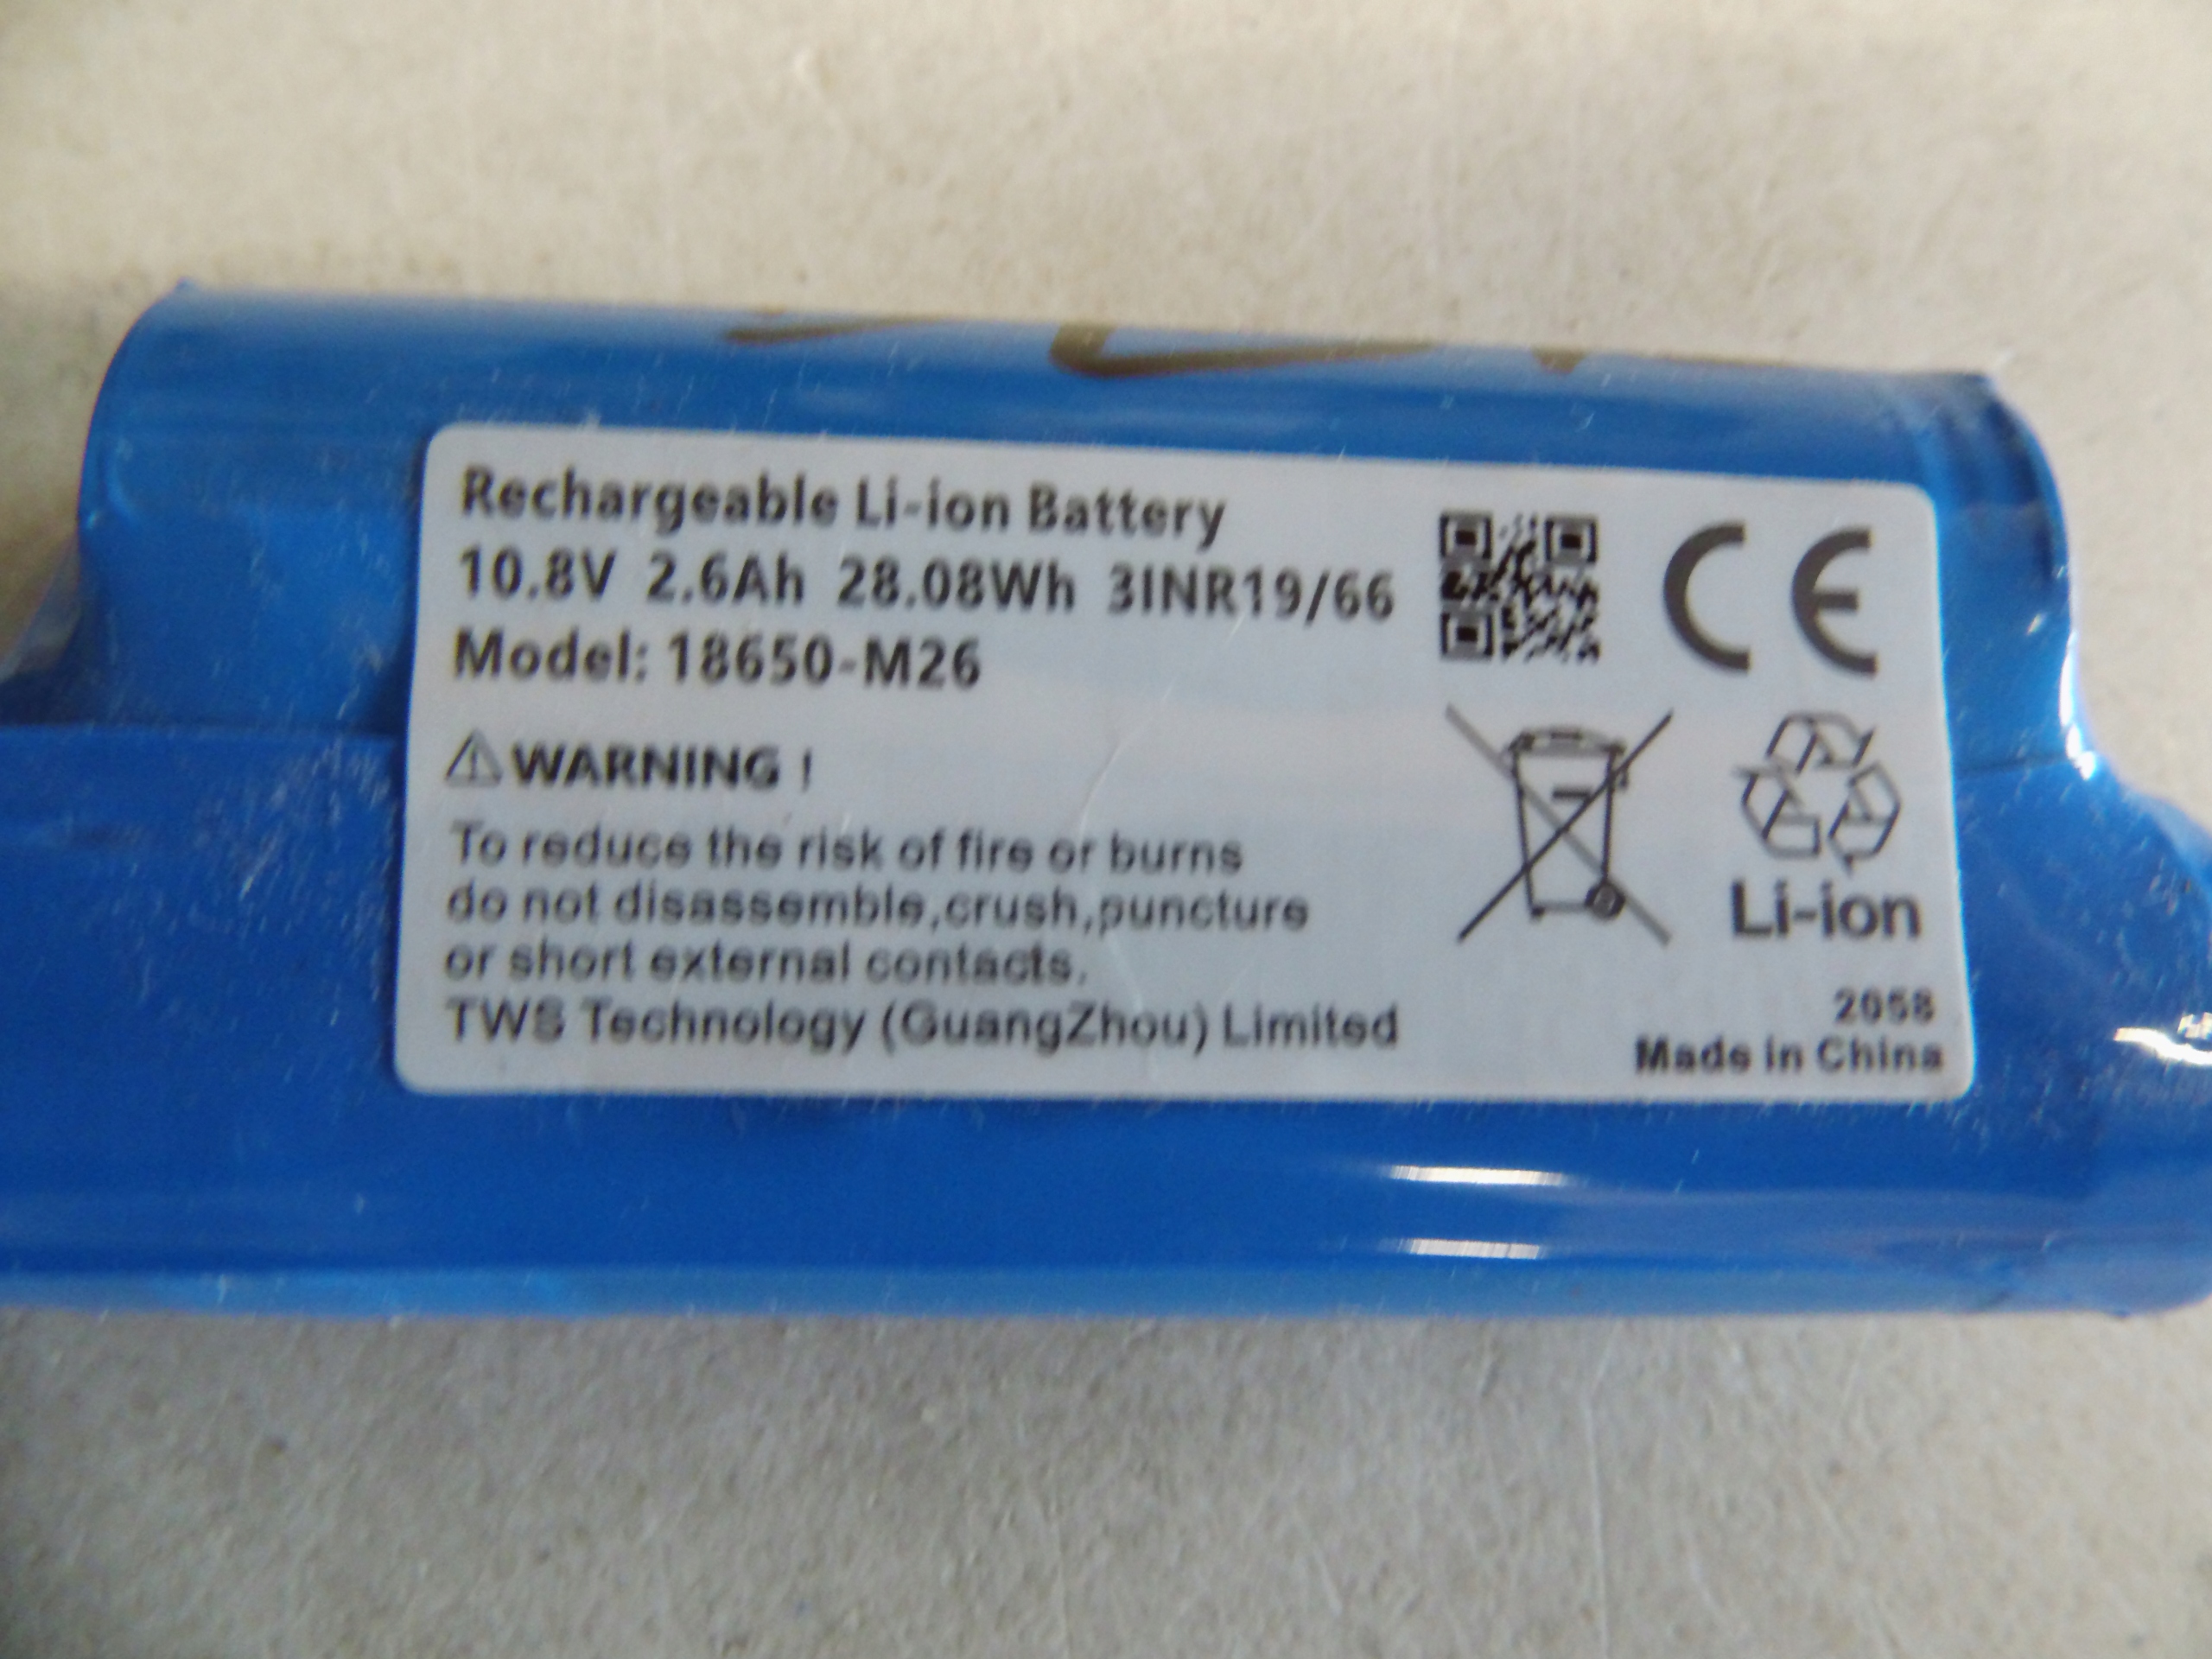 Rechargeable Li-ion Battery
10.8V 2.6Ah 28.08Wh 3INR19/66
Model: 18650-M26
CE
⚠WARNING !
To reduce the risk of fire or burns
do not disassemble,crush,puncture
or short external contacts.
TWS Technology (GuangZhou) Limited
Li-ion
2058
Made in China